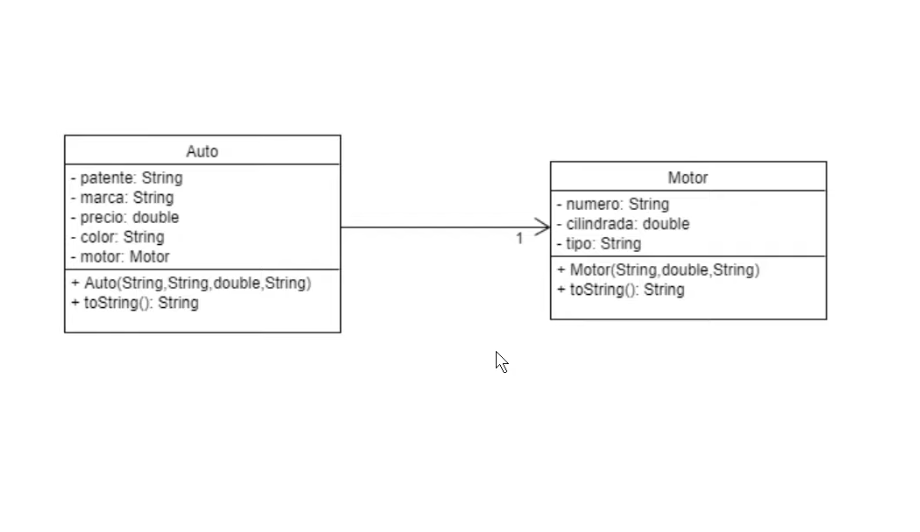 Auto
- patente: String
- marca: String
- precio: double
- color: String
- motor: Motor
+ Auto(String,String,double,String)
+ toString(): String
1
Motor
- numero: String
- cilindrada: double
- tipo: String
+ Motor(String,double,String)
+ toString(): String